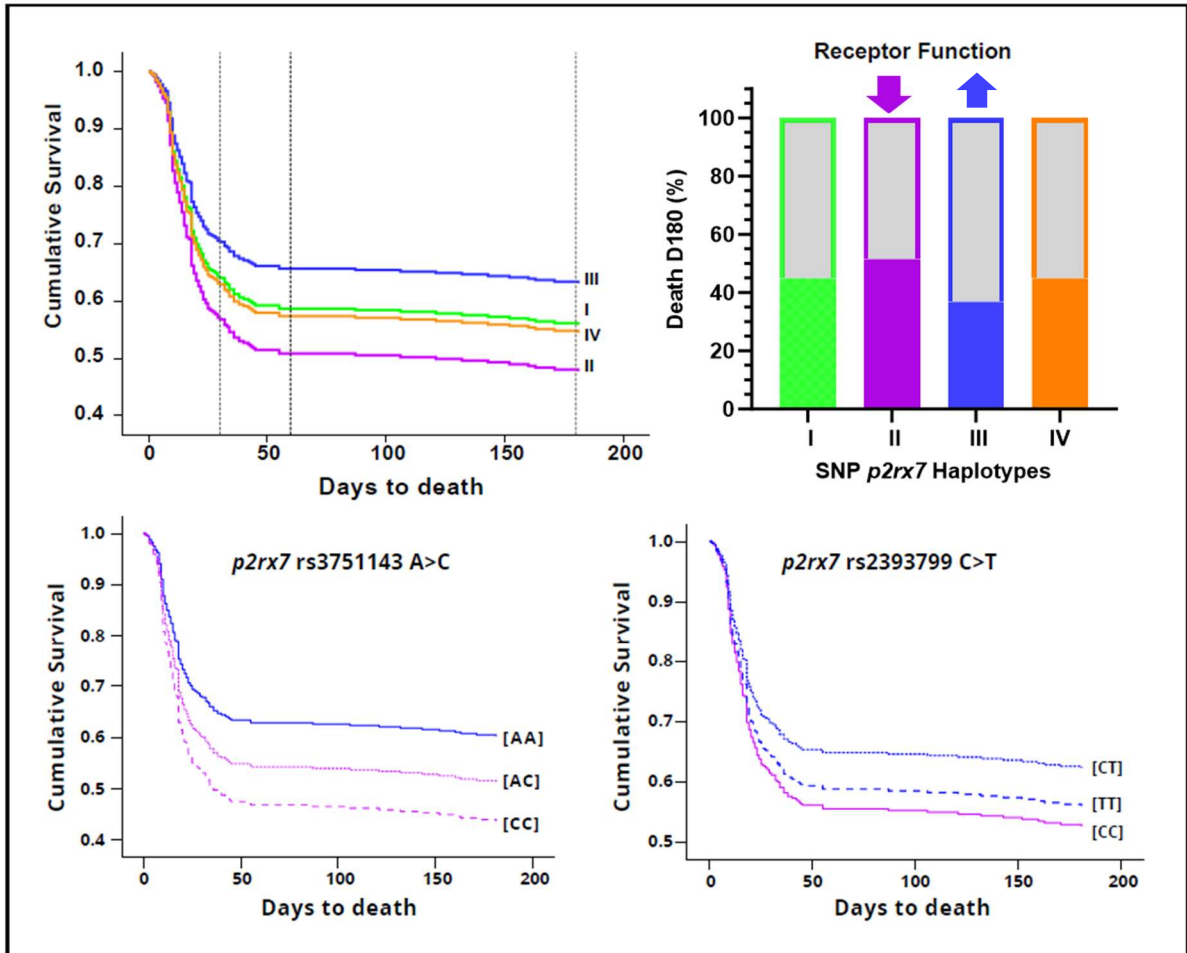 Cumulative Survival
1.0
0.9
0.8
0.7
0.6
0.5
0.4
III
I
IV
II
0 50 100 150 200
Days to death
Receptor Function
Death D180 (%)
100
80
60
40
20
0
I II III IV
SNP p2rx7 Haplotypes
p2rx7 rs3751143 A>C
Cumulative Survival
1.0
0.9
0.8
0.7
0.6
0.5
0.4
[AA]
[AC]
[CC]
0 50 100 150 200
Days to death
p2rx7 rs2393799 C>T
Cumulative Survival
1.0
0.9
0.8
0.7
0.6
0.5
[CT]
[TT]
[CC]
0 50 100 150 200
Days to death